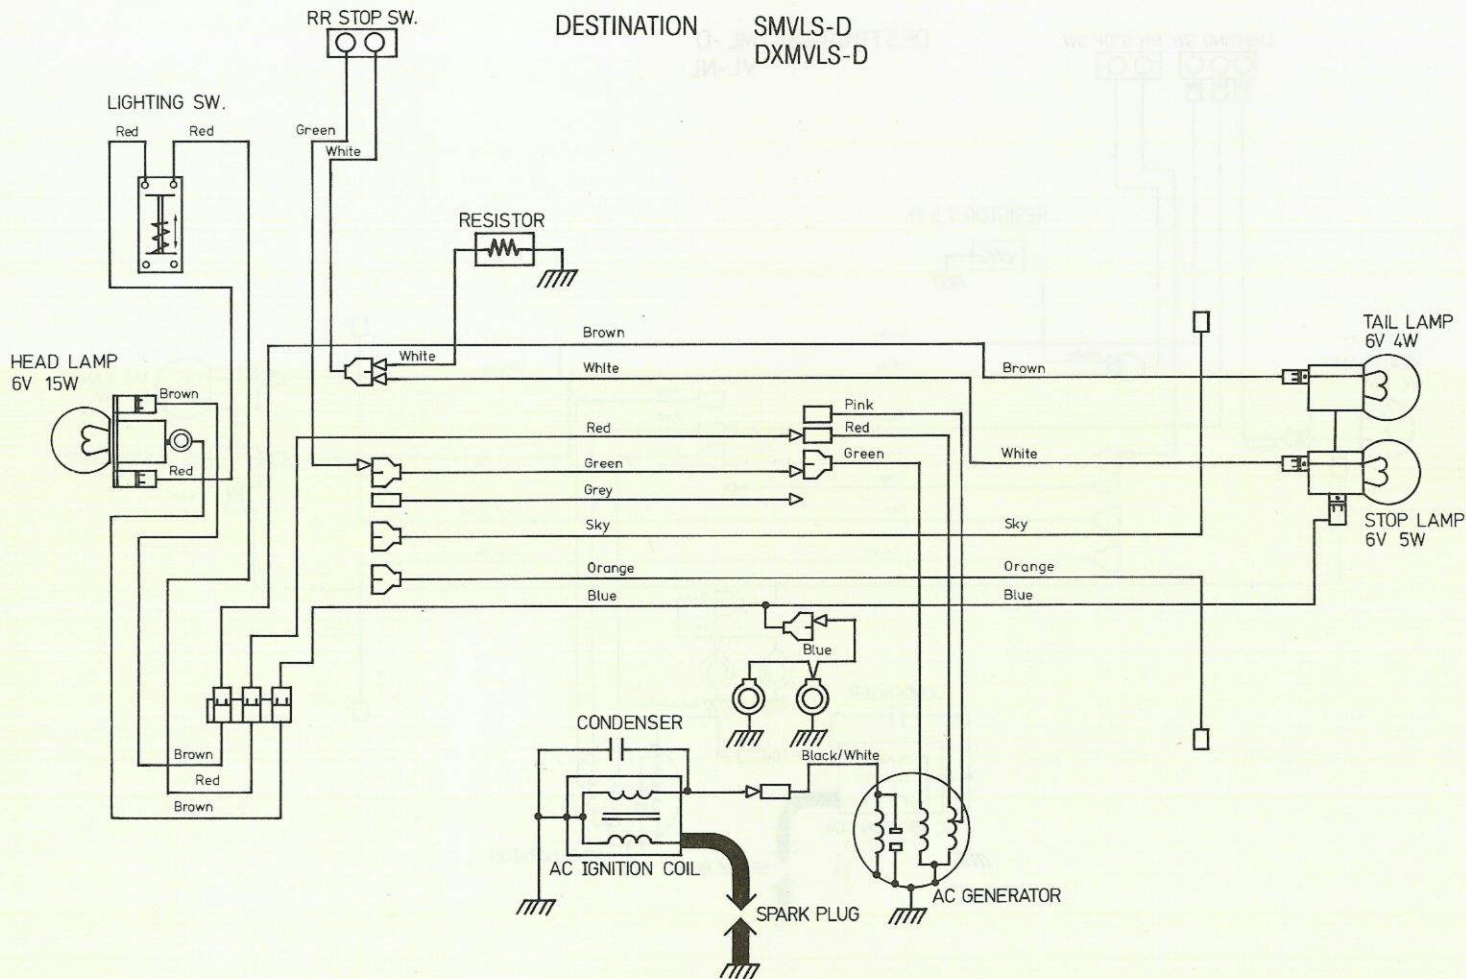 DESTINATION SMVLS-D
DXMVLS-D
RR STOP SW.
LIGHTING SW.
Red Red
Green
White
RESISTOR
White
Brown
White
Brown
TAIL LAMP
6V 4W
HEAD LAMP
6V 15W
Brown
Red
Pink
Red Red
Green Green
White
Grey
Sky Sky
STOP LAMP
6V 5W
Orange Orange
Blue Blue
Blue
CONDENSER
Black/White
Brown
Red
Brown
AC IGNITION COIL
AC GENERATOR
SPARK PLUG